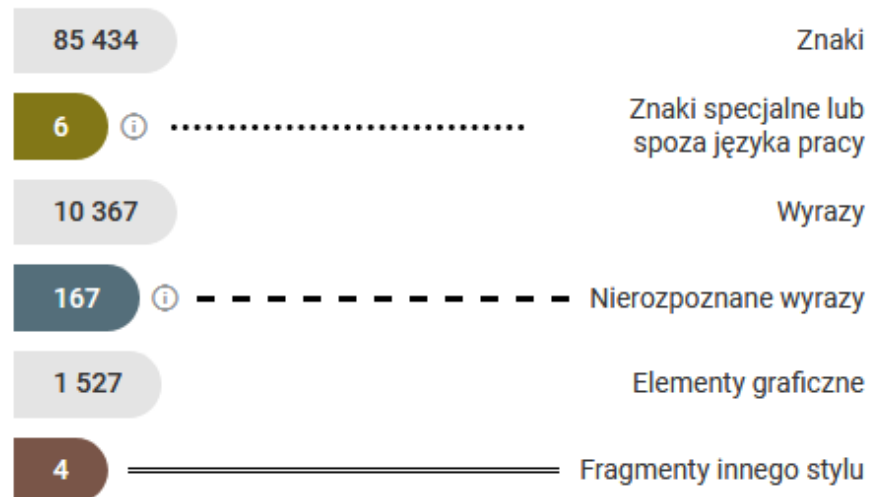 85 434 Znaki
6 Znaki specjalne lub
spoza języka pracy
10 367 Wyrazy
167 Nierozpoznane wyrazy
1 527 Elementy graficzne
4 Fragmenty innego stylu